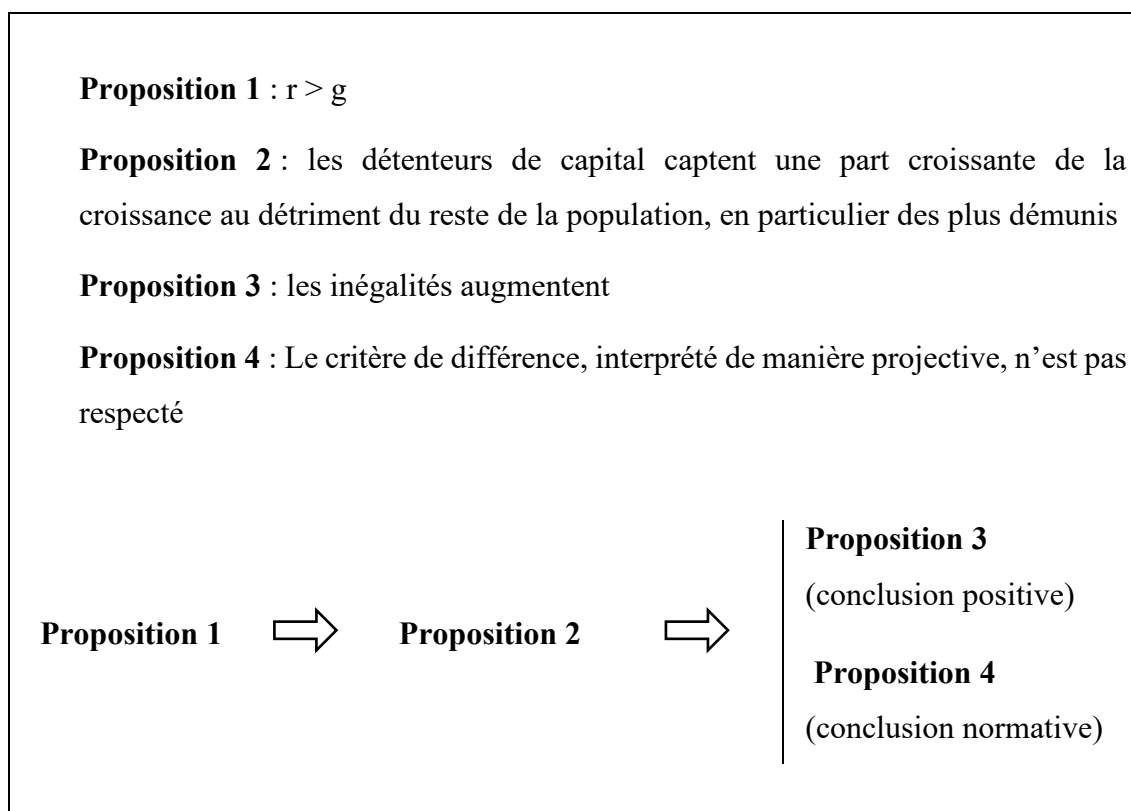 Proposition 1 : r > g
Proposition 2 : les détenteurs de capital captent une part croissante de la
croissance au détriment du reste de la population, en particulier des plus démunis
Proposition 3 : les inégalités augmentent
Proposition 4 : Le critère de différence, interprété de manière projective, n’est pas
respecté
Proposition 1
Proposition 2
Proposition 3
(conclusion positive)
Proposition 4
(conclusion normative)